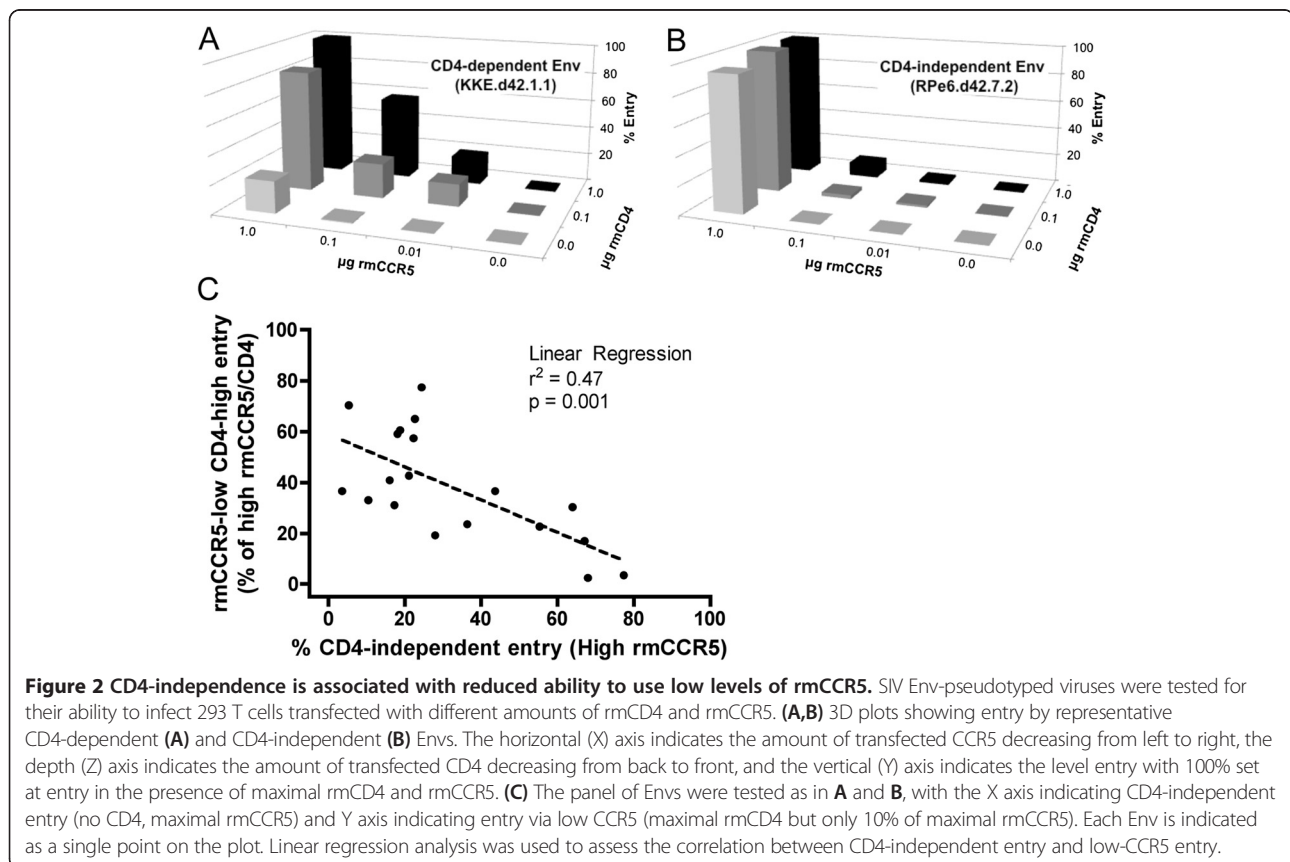 A
CD4-dependent Env
(KKE.d42.1.1)
100
80
60
40
20
% Entry
1.0
0.1
0.0
µg rmCD4
1.0
0.1
0.01
0.0
µg rmCCR5
B
CD4-independent Env
(RPe6.d42.7.2)
100
80
60
40
20
% Entry
1.0
0.1
0.0
µg rmCD4
1.0
0.1
0.01
0.0
µg rmCCR5
C
rmCCR5-low CD4-high entry
(% of high rmCCR5/CD4)
100
80
60
40
20
0
Linear Regression
r² = 0.47
p = 0.001
0 20 40 60 80 100
% CD4-independent entry (High rmCCR5)
Figure 2 CD4-independence is associated with reduced ability to use low levels of rmCCR5. SIV Env-pseudotyped viruses were tested for
their ability to infect 293 T cells transfected with different amounts of rmCD4 and rmCCR5. (A,B) 3D plots showing entry by representative
CD4-dependent (A) and CD4-independent (B) Envs. The horizontal (X) axis indicates the amount of transfected CCR5 decreasing from left to right, the
depth (Z) axis indicates the amount of transfected CD4 decreasing from back to front, and the vertical (Y) axis indicates the level entry with 100% set
at entry in the presence of maximal rmCD4 and rmCCR5. (C) The panel of Envs were tested as in A and B, with the X axis indicating CD4-independent
entry (no CD4, maximal rmCCR5) and Y axis indicating entry via low CCR5 (maximal rmCD4 but only 10% of maximal rmCCR5). Each Env is indicated
as a single point on the plot. Linear regression analysis was used to assess the correlation between CD4-independent entry and low-CCR5 entry.